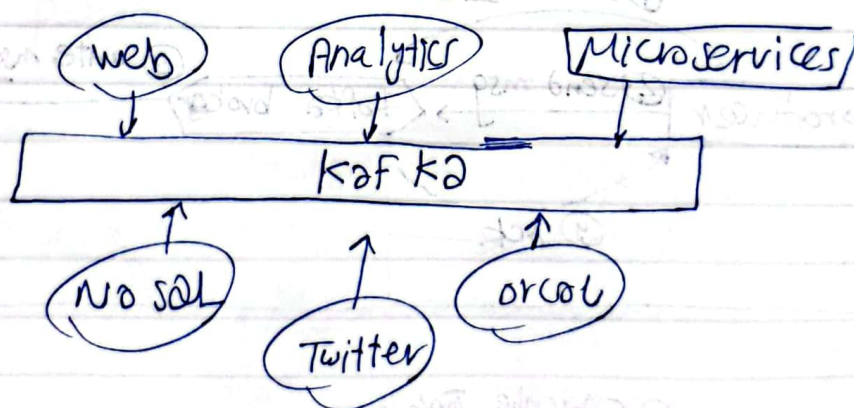 web
Analytics
Microservices
Kafka
No SQL
Twitter
orcal